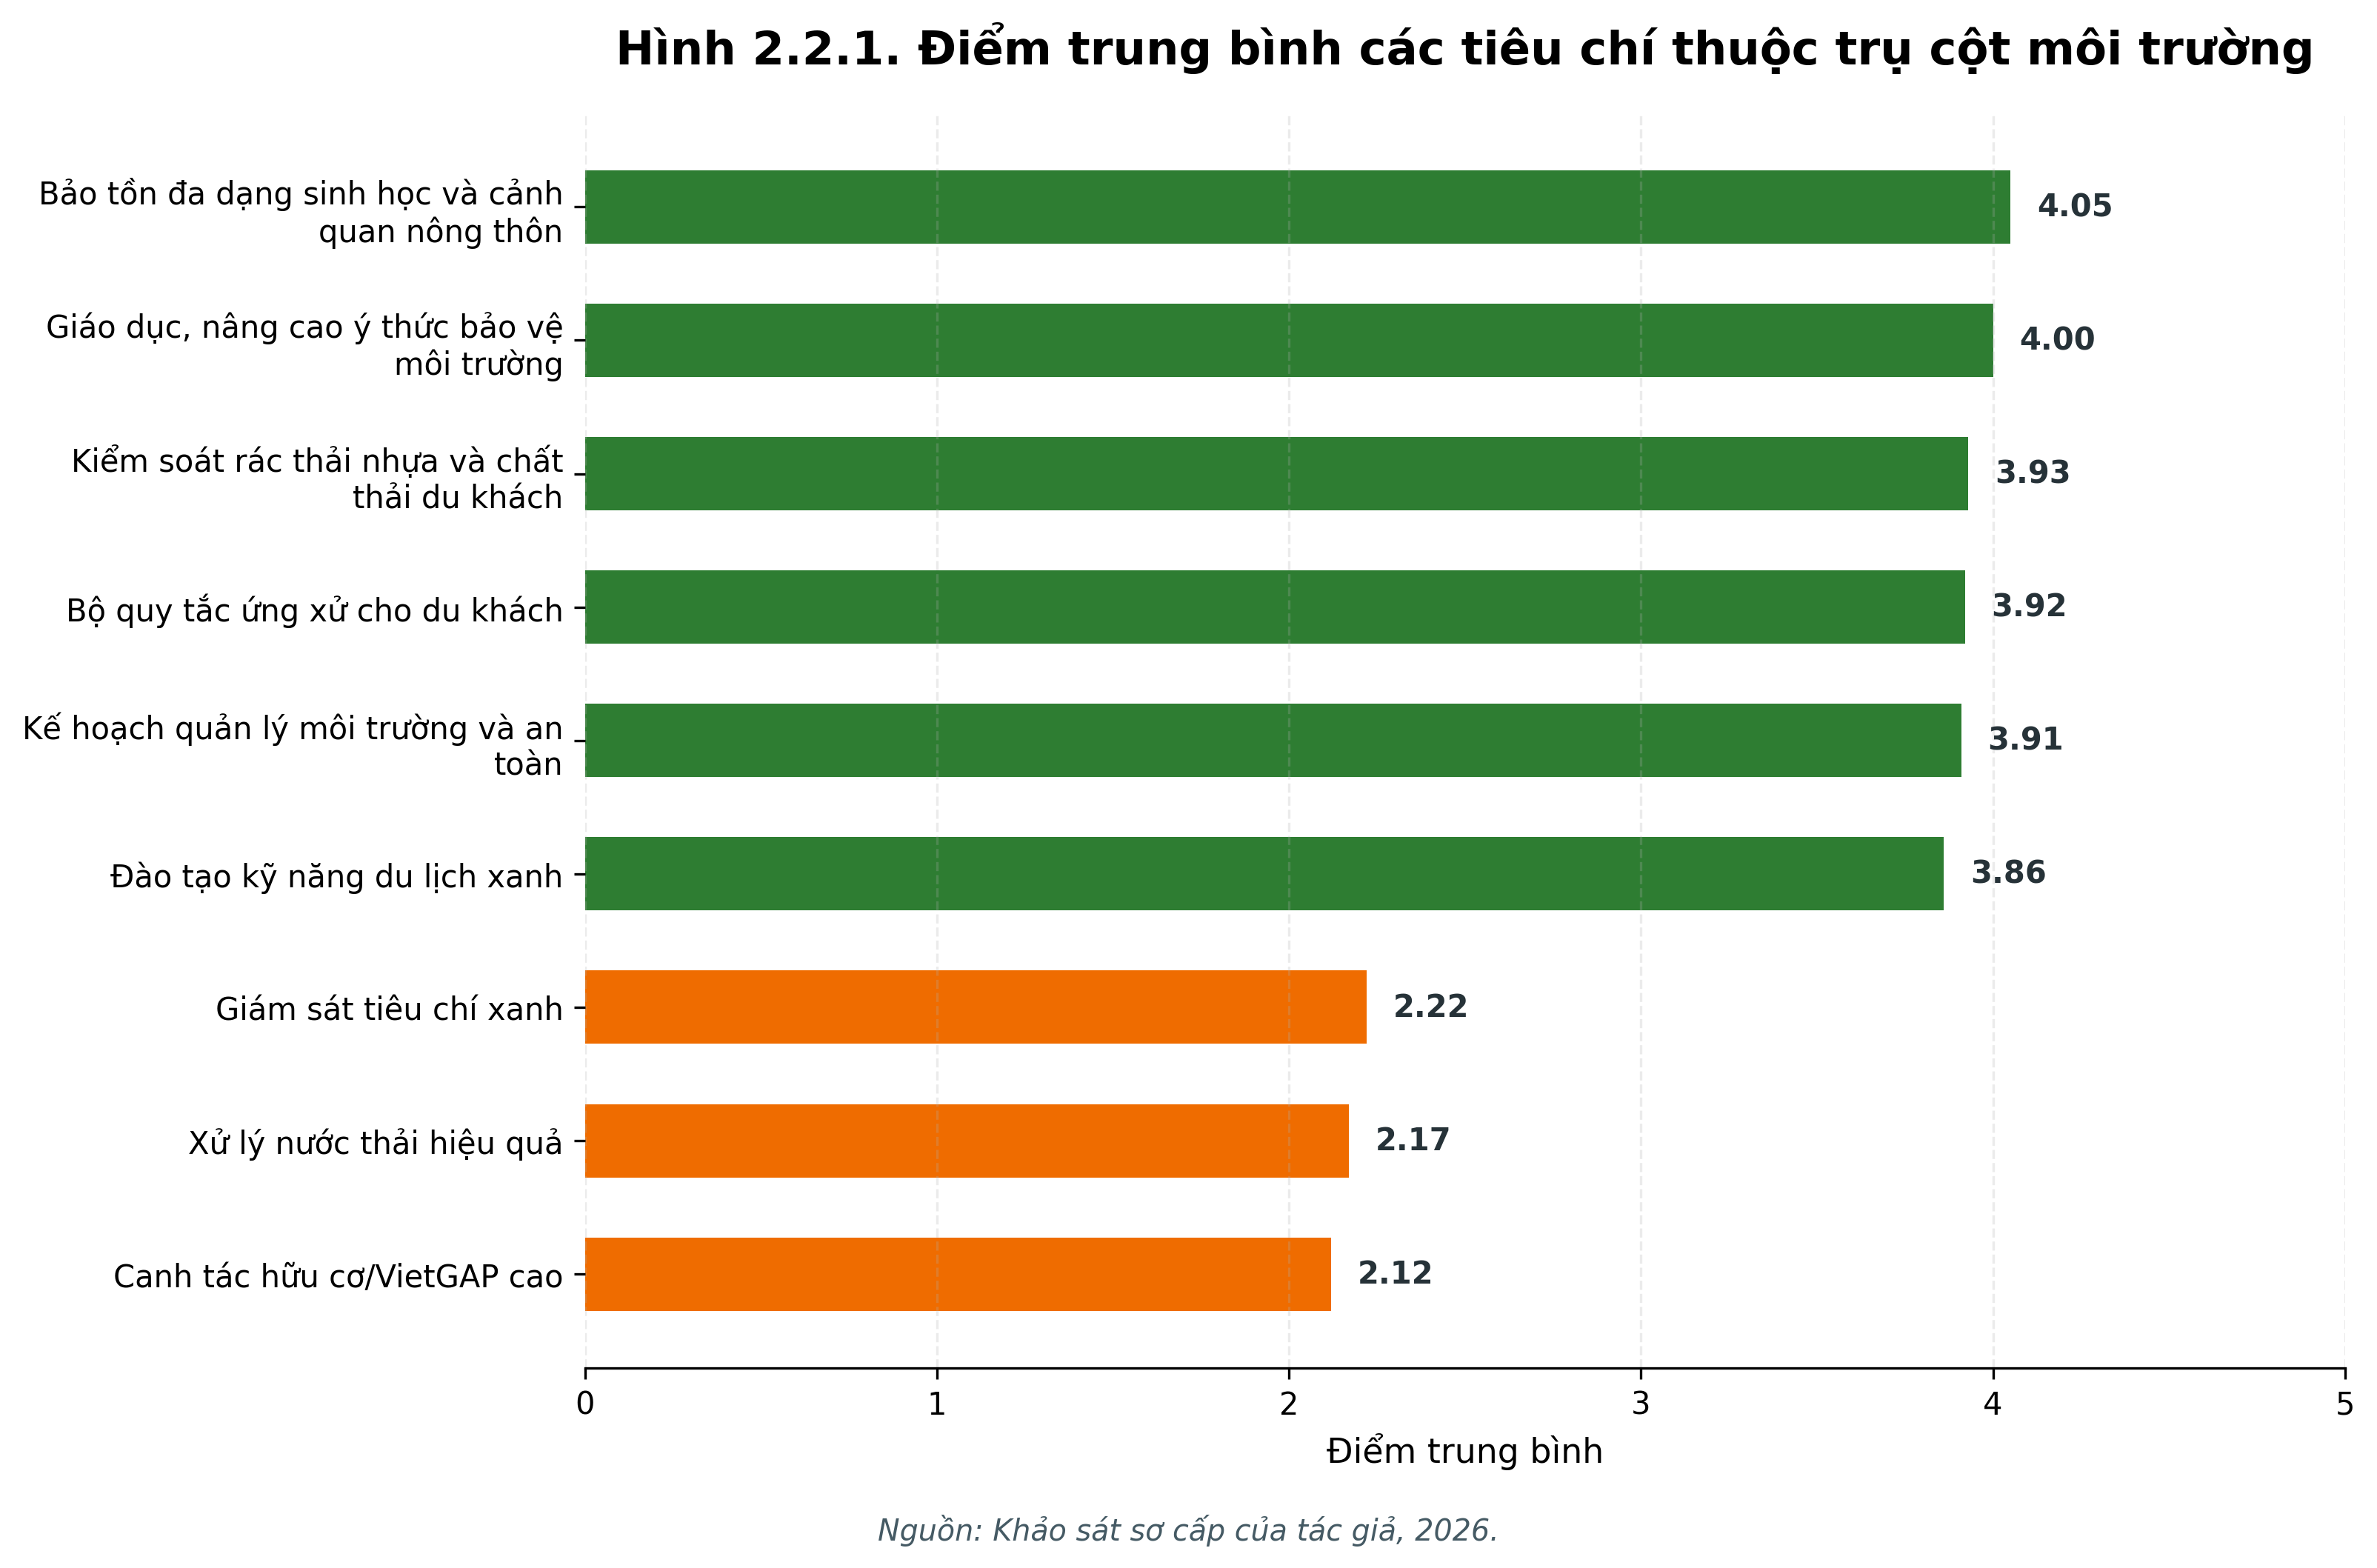 Hình 2.2.1. Điểm trung bình các tiêu chí thuộc trụ cột môi trường
Bảo tồn đa dạng sinh học và cảnh
quan nông thôn
4.05
Giáo dục, nâng cao ý thức bảo vệ
môi trường
4.00
Kiểm soát rác thải nhựa và chất
thải du khách
3.93
Bộ quy tắc ứng xử cho du khách
3.92
Kế hoạch quản lý môi trường và an
toàn
3.91
Đào tạo kỹ năng du lịch xanh
3.86
Giám sát tiêu chí xanh
2.22
Xử lý nước thải hiệu quả
2.17
Canh tác hữu cơ/VietGAP cao
2.12
0 1 2 3 4 5
Điểm trung bình
Nguồn: Khảo sát sơ cấp của tác giả, 2026.